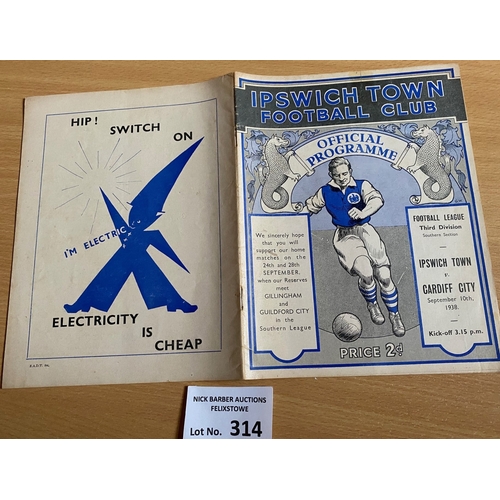 HIP!
SWITCH
ON
I'M ELECTRIC
ELECTRICITY
IS
CHEAP
IPSWICH TOWN
FOOTBALL CLUB
OFFICIAL
PROGRAMME
We sincerely hope
that you will
support our home
matches on the
24th and 28th
SEPTEMBER,
when our Reserves
meet
GILLINGHAM
and
GUILDFORD CITY
in the
Southern League
FOOTBALL LEAGUE
Third Division
Southern Section
IPSWICH TOWN
v.
CARDIFF CITY
September 10th,
1938.
Kick-off 3.15 p.m.
PRICE 2d.
NICK BARBER AUCTIONS
FELIXSTOWE
Lot No. 314